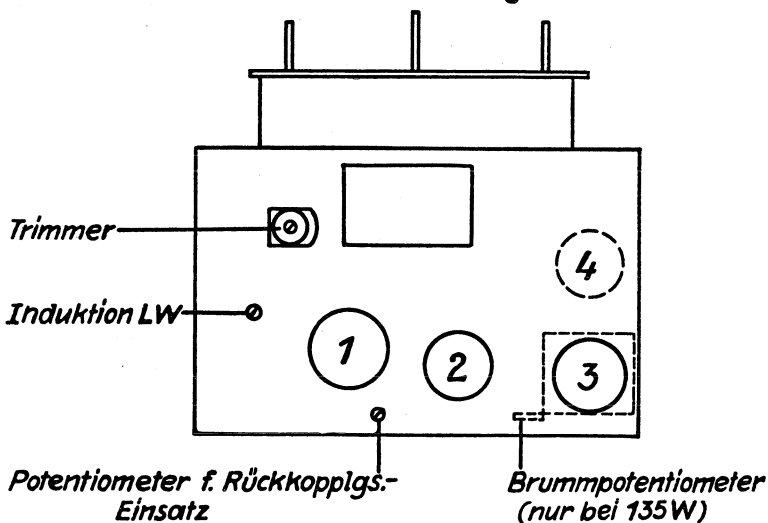 Trimmer
4
Induktion LW
1
2
3
Potentiometer f. Rückkopplgs.-
Einsatz
Brummpotentiometer
(nur bei 135W)